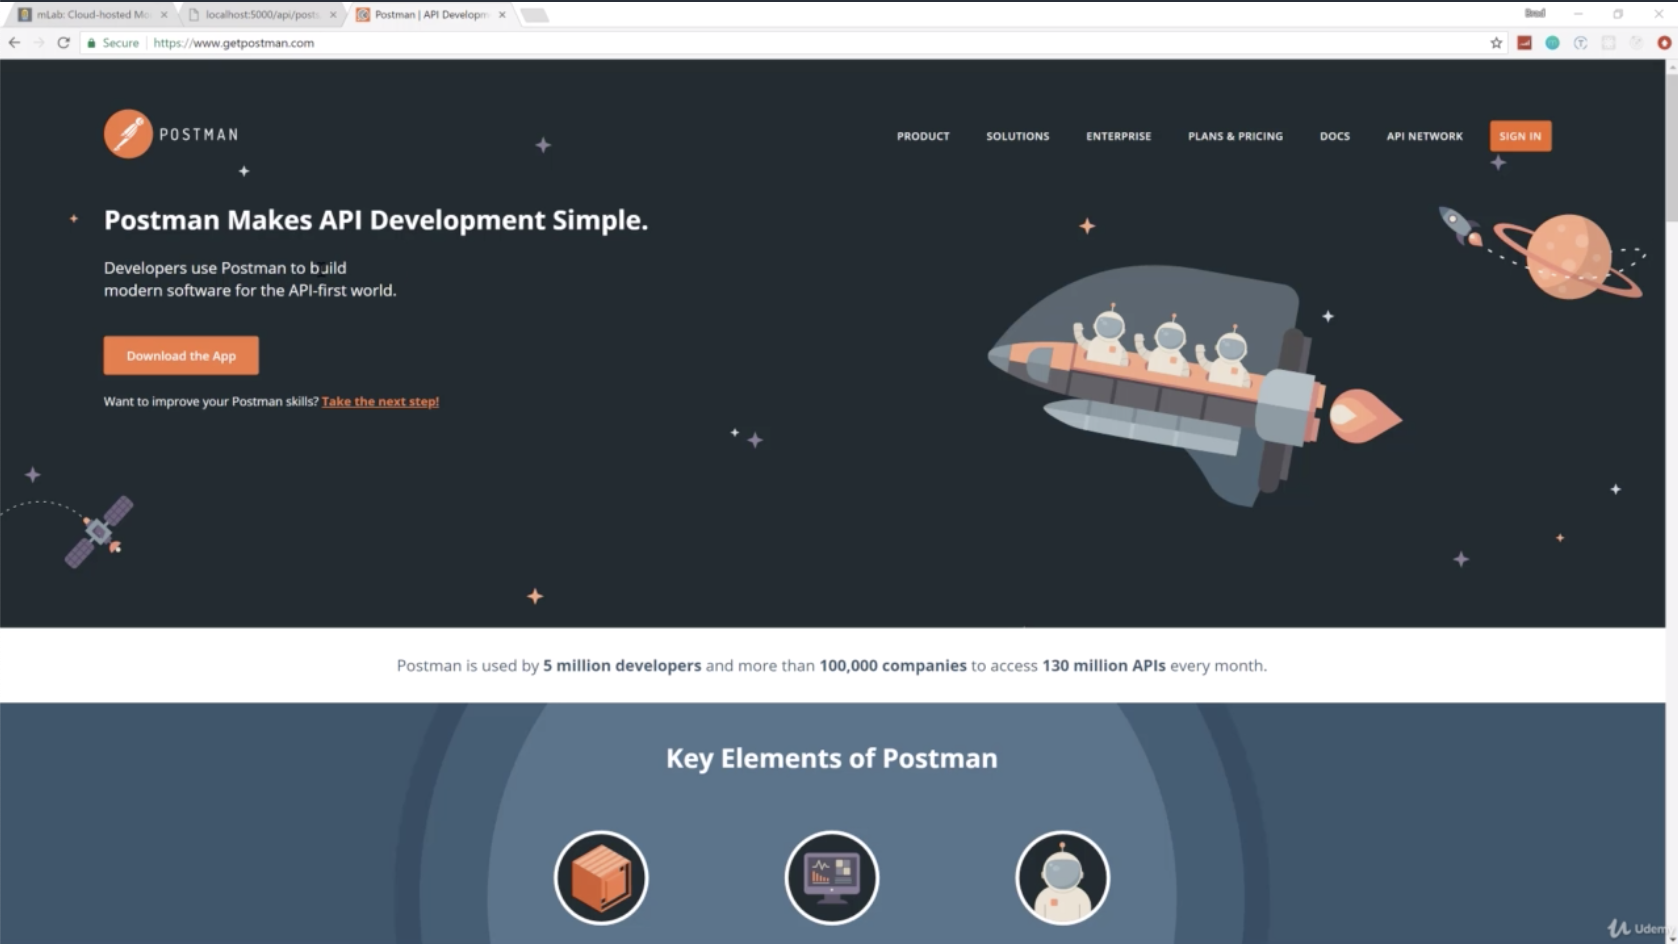 mLab: Cloud-hosted Mo
localhost:5000/api/posts
Postman | API Developm
Brad
Secure
https://www.getpostman.com
POSTMAN
PRODUCT
SOLUTIONS
ENTERPRISE
PLANS & PRICING
DOCS
API NETWORK
SIGN IN
Postman Makes API Development Simple.
Developers use Postman to build
modern software for the API-first world.
Download the App
Want to improve your Postman skills? Take the next step!
Postman is used by 5 million developers and more than 100,000 companies to access 130 million APIs every month.
Key Elements of Postman
Udem